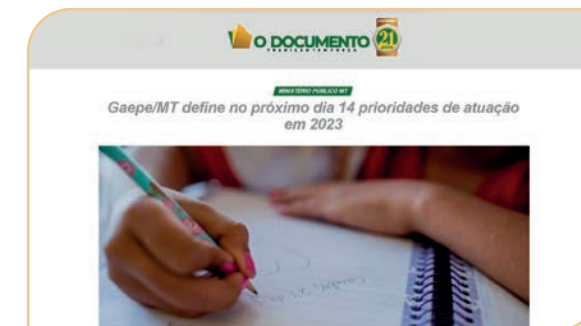 O DOCUMENTO
21
MINISTÉRIO PÚBLICO MT
Gaepe/MT define no próximo dia 14 prioridades de atuação
em 2023